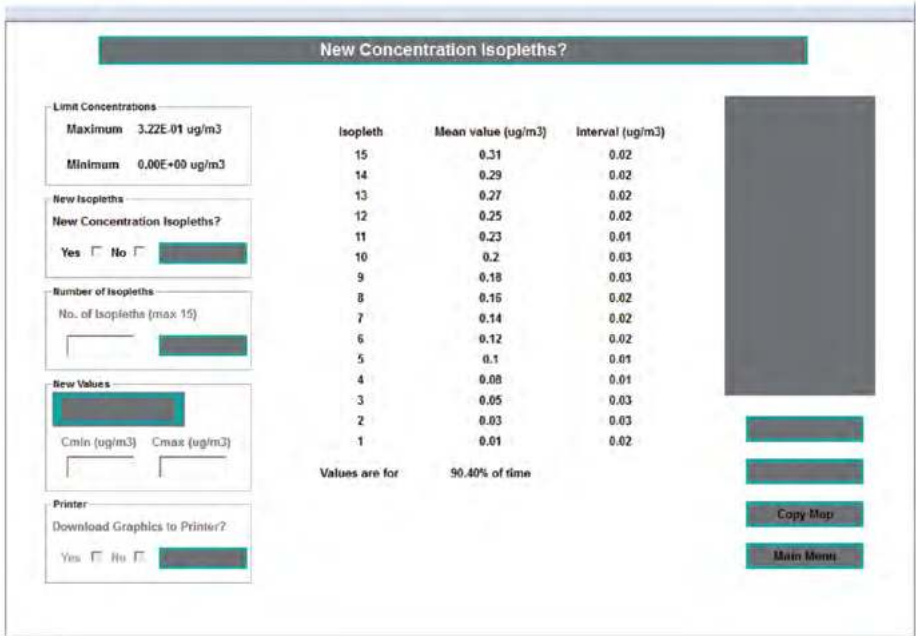 New Concentration Isopleths?
Limit Concentrations
Maximum 3.22E-01 ug/m3
Minimum 0.00E+00 ug/m3
New Isopleths
New Concentration Isopleths?
Yes No
Number of Isopleths
No. of Isopleths (max 15)
New Values
Cmin (ug/m3) Cmax (ug/m3)
Printer
Download Graphics to Printer?
Yes No
Isopleth Mean value (ug/m3) Interval (ug/m3)
15 0.31 0.02
14 0.29 0.02
13 0.27 0.02
12 0.25 0.02
11 0.23 0.01
10 0.2 0.03
9 0.18 0.03
8 0.16 0.02
7 0.14 0.02
6 0.12 0.02
5 0.1 0.01
4 0.08 0.01
3 0.05 0.03
2 0.03 0.03
1 0.01 0.02
Values are for 90.40% of time
Copy Map
Main Menu